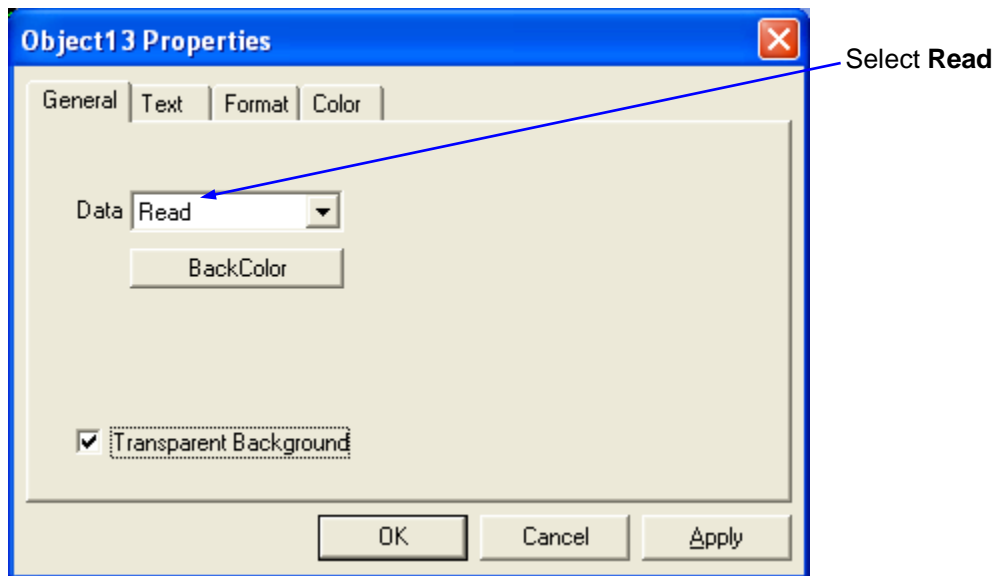 Object13 Properties
Select Read
General Text Format Color
Data Read
BackColor
Transparent Background
OK Cancel Apply